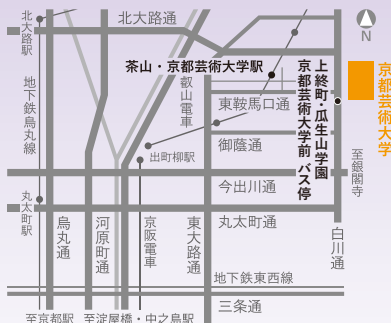 北大路駅
北大路通
N
茶山・京都芸術大学駅
叡山電車
京都芸術大学前 バス停
上終町・瓜生山学園
京都芸術大学
地下鉄烏丸線
東鞍馬口通
御蔭通
出町柳駅
至銀閣寺
今出川通
丸太町駅
烏丸通
河原町通
京阪電車
東大路通
丸太町通
白川通
地下鉄東西線
三条通
至京都駅
至淀屋橋・中之島駅